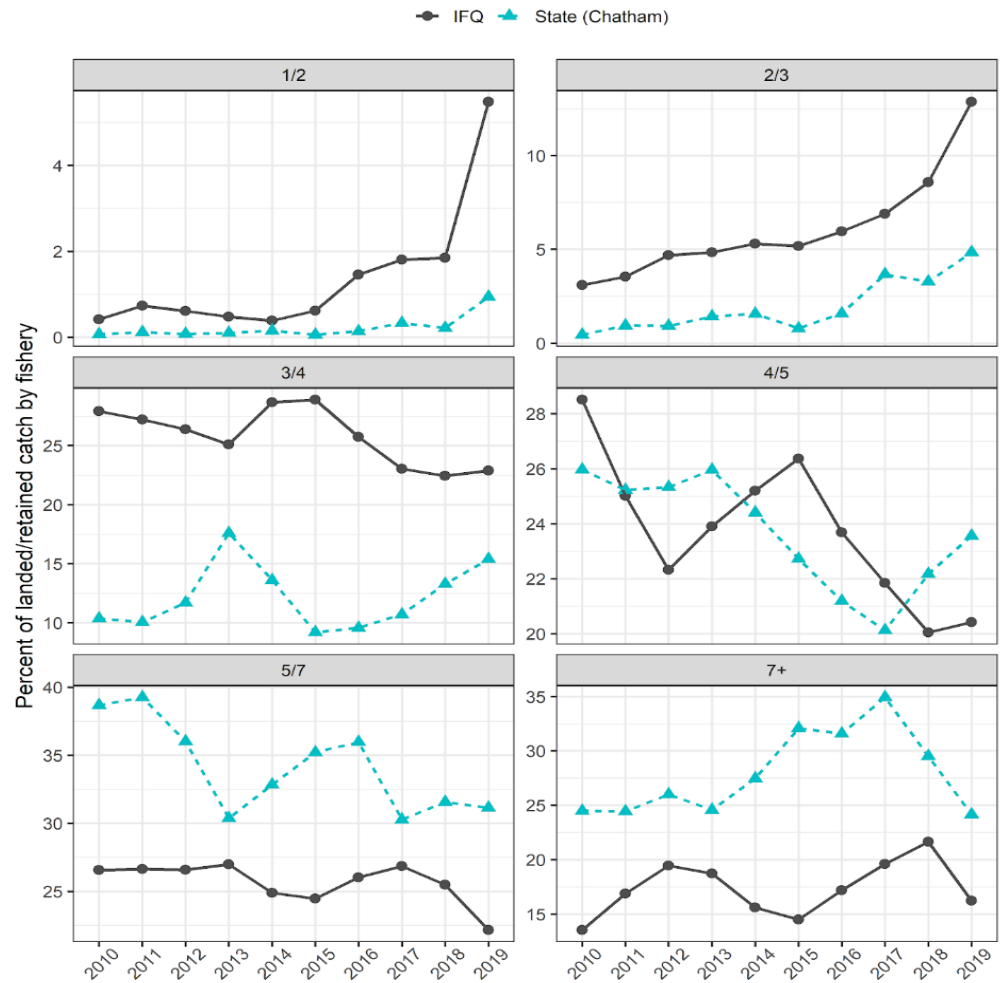 IFQ State (Chatham)
Percent of landed/retained catch by fishery
1/2 2/3
4 2 0
10 5 0
3/4 4/5
25 20 15 10
28 26 24 22 20
5/7 7+
40 35 30 25
35 30 25 20 15
2010 2011 2012 2013 2014 2015 2016 2017 2018 2019
2010 2011 2012 2013 2014 2015 2016 2017 2018 2019